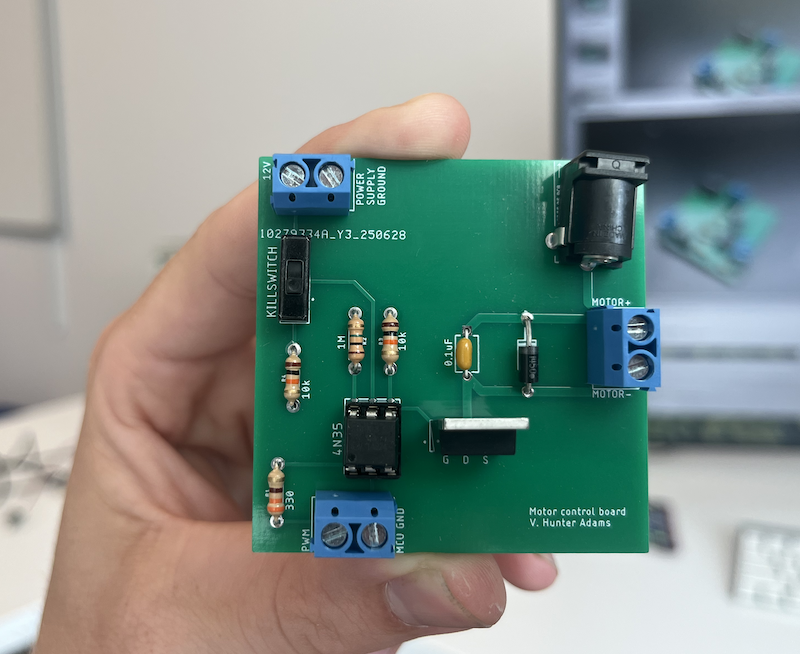 12V
POWER
SUPPLY
GROUND
10279334A_Y3_250628
KILLSWITCH
MOTOR+
1M
10k
0.1uF
10k
MOTOR-
4N35
G D S
330
Motor control board
V. Hunter Adams
PWM
MCU GND